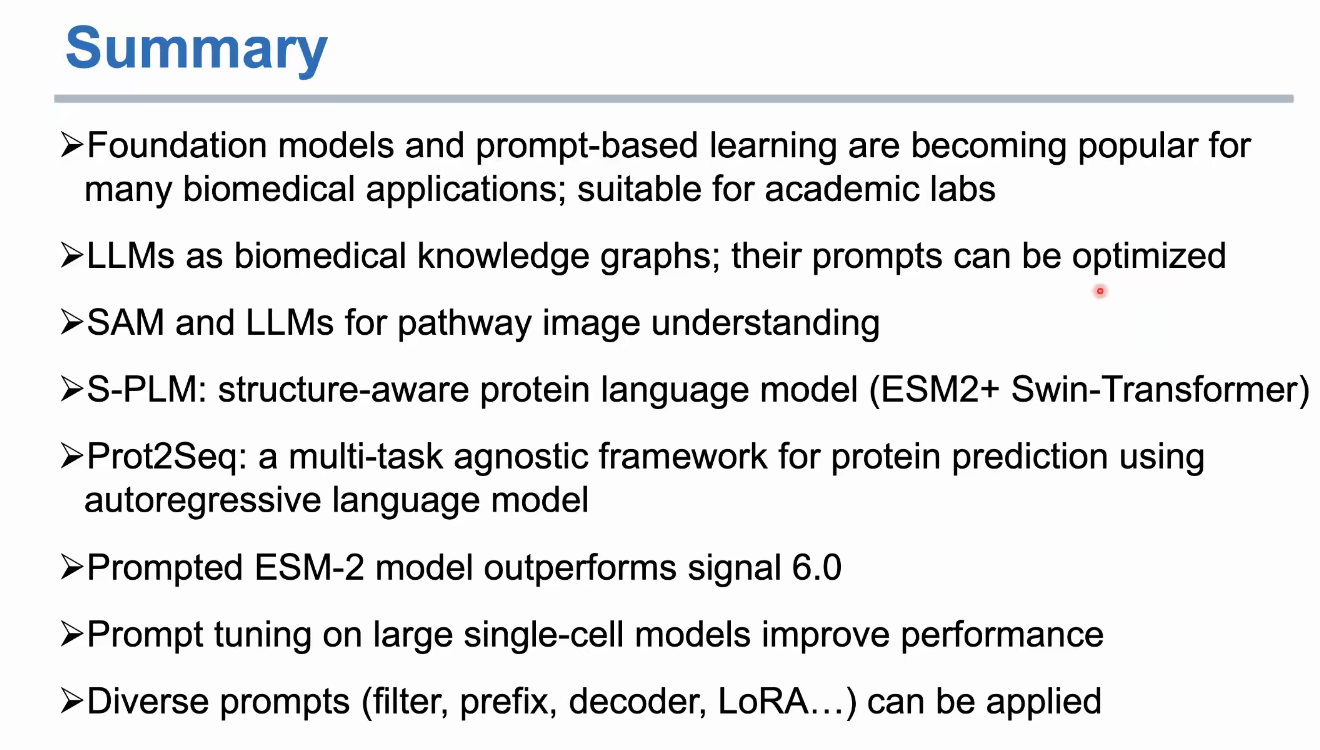 Summary
➢Foundation models and prompt-based learning are becoming popular for
many biomedical applications; suitable for academic labs
➢LLMs as biomedical knowledge graphs; their prompts can be optimized
➢SAM and LLMs for pathway image understanding
➢S-PLM: structure-aware protein language model (ESM2+ Swin-Transformer)
➢Prot2Seq: a multi-task agnostic framework for protein prediction using
autoregressive language model
➢Prompted ESM-2 model outperforms signal 6.0
➢Prompt tuning on large single-cell models improve performance
➢Diverse prompts (filter, prefix, decoder, LoRA…) can be applied